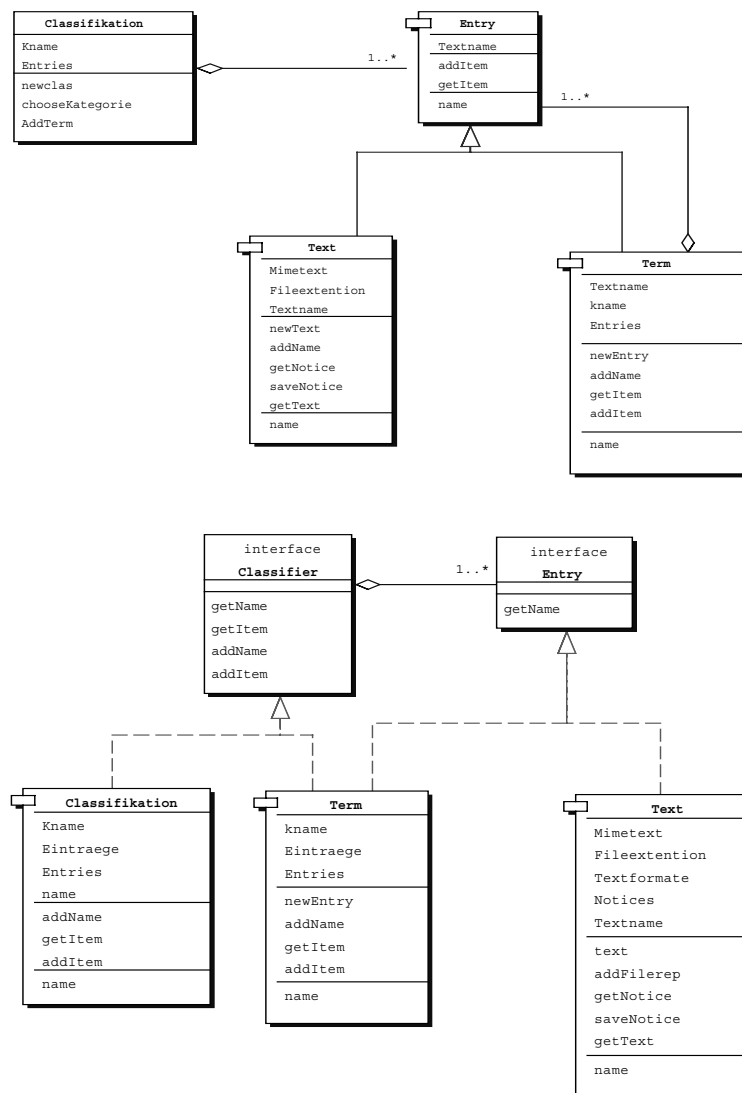 Classifikation
Kname
Entries
newclas
chooseKategorie
AddTerm
1..*
Entry
Textname
addItem
getItem
name
1..*
Text
Mimetext
Fileextention
Textname
newText
addName
getNotice
saveNotice
getText
name
Term
Textname
kname
Entries
newEntry
addName
getItem
addItem
name
interface
Classifier
getName
getItem
addName
addItem
1..*
interface
Entry
getName
Classifikation
Kname
Eintraege
Entries
name
addName
getItem
addItem
name
Term
kname
Eintraege
Entries
newEntry
addName
getItem
addItem
name
Text
Mimetext
Fileextention
Textformate
Notices
Textname
text
addFilerep
getNotice
saveNotice
getText
name